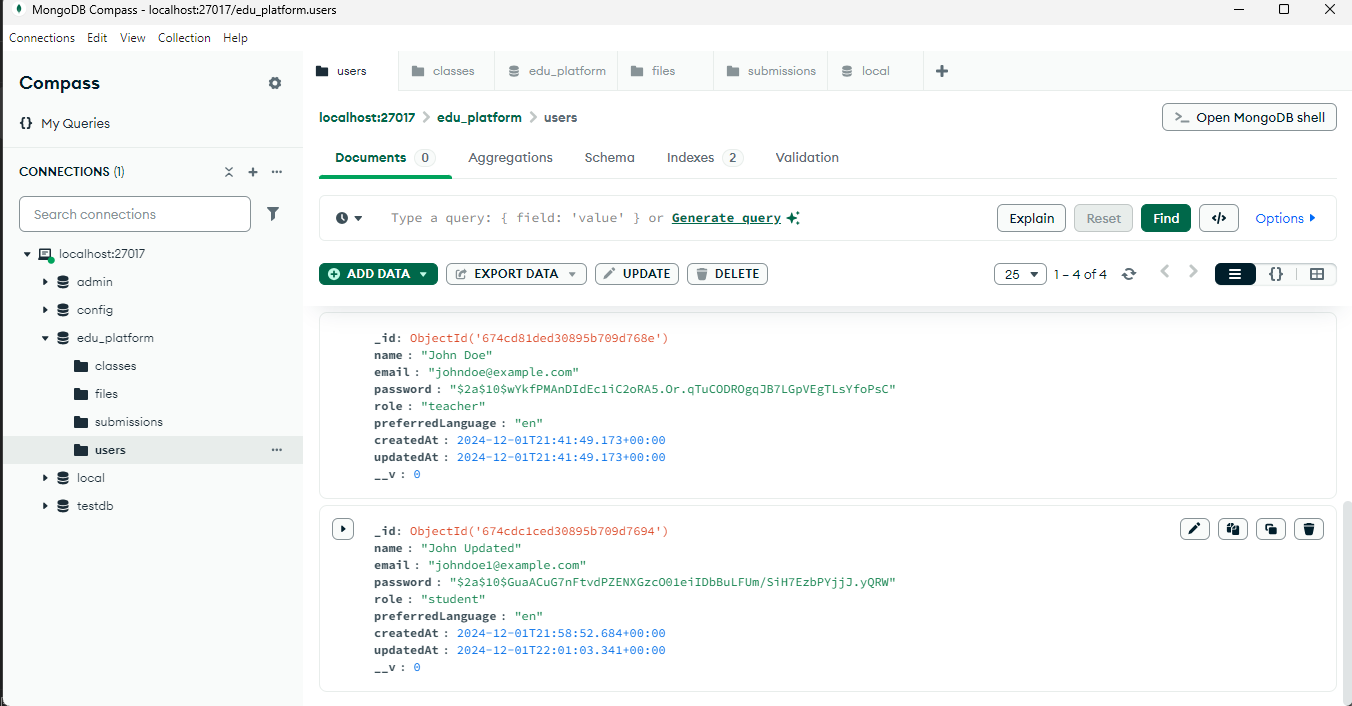 MongoDB Compass - localhost:27017/edu_platform.users
Connections Edit View Collection Help
Compass
{} My Queries
CONNECTIONS (1)
Search connections
localhost:27017
admin
config
edu_platform
classes
files
submissions
users
local
testdb
users classes edu_platform files submissions local
localhost:27017 > edu_platform > users
>_ Open MongoDB shell
Documents 0 Aggregations Schema Indexes 2 Validation
Type a query: { field: 'value' } or Generate query
Explain Reset Find </> Options
ADD DATA EXPORT DATA UPDATE DELETE
25 1 – 4 of 4 {}
_id: ObjectId('674cd81ded30895b709d768e')
name : "John Doe"
email : "johndoe@example.com"
password : "$2a$10$wYkfPMAnDIdEc1iC2oRA5.Or.qTuCODROgqJB7LGpVEgTLsYfoPsC"
role : "teacher"
preferredLanguage : "en"
createdAt : 2024-12-01T21:41:49.173+00:00
updatedAt : 2024-12-01T21:41:49.173+00:00
__v : 0
_id: ObjectId('674cdc1ced30895b709d7694')
name : "John Updated"
email : "johndoe1@example.com"
password : "$2a$10$GuaACuG7nFtvdPZENXGzcO01eiIDbBuLFUm/SiH7EzbPYjjJ.yQRW"
role : "student"
preferredLanguage : "en"
createdAt : 2024-12-01T21:58:52.684+00:00
updatedAt : 2024-12-01T22:01:03.341+00:00
__v : 0